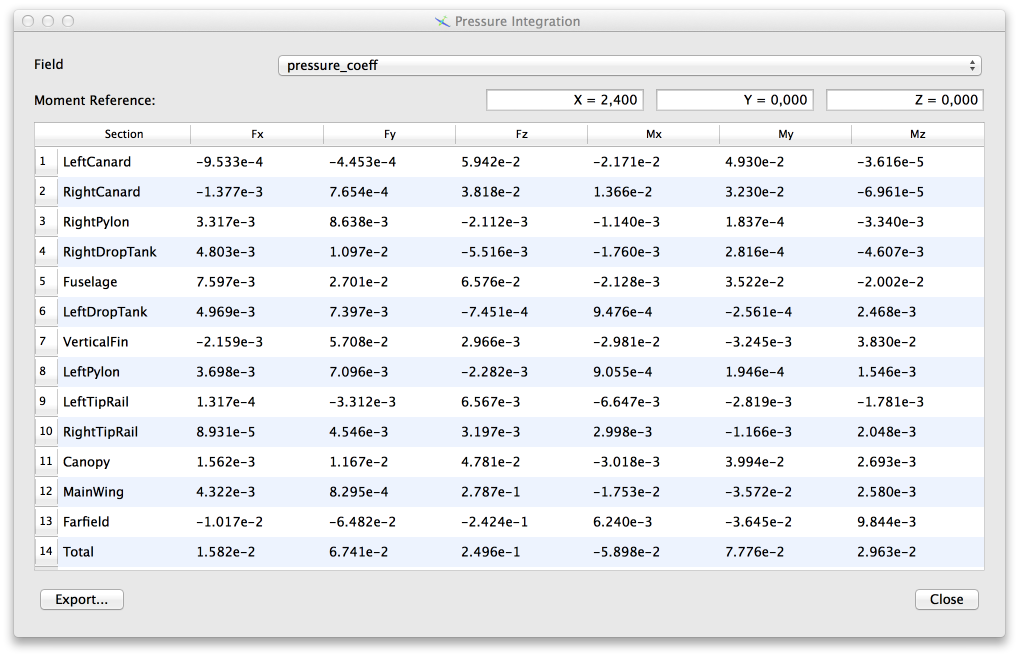 Pressure Integration
Field pressure_coeff
Moment Reference: X = 2,400 Y = 0,000 Z = 0,000
Section Fx Fy Fz Mx My Mz
1 LeftCanard -9.533e-4 -4.453e-4 5.942e-2 -2.171e-2 4.930e-2 -3.616e-5
2 RightCanard -1.377e-3 7.654e-4 3.818e-2 1.366e-2 3.230e-2 -6.961e-5
3 RightPylon 3.317e-3 8.638e-3 -2.112e-3 -1.140e-3 1.837e-4 -3.340e-3
4 RightDropTank 4.803e-3 1.097e-2 -5.516e-3 -1.760e-3 2.816e-4 -4.607e-3
5 Fuselage 7.597e-3 2.701e-2 6.576e-2 -2.128e-3 3.522e-2 -2.002e-2
6 LeftDropTank 4.969e-3 7.397e-3 -7.451e-4 9.476e-4 -2.561e-4 2.468e-3
7 VerticalFin -2.159e-3 5.708e-2 2.966e-3 -2.981e-2 -3.245e-3 3.830e-2
8 LeftPylon 3.698e-3 7.096e-3 -2.282e-3 9.055e-4 1.946e-4 1.546e-3
9 LeftTipRail 1.317e-4 -3.312e-3 6.567e-3 -6.647e-3 -2.819e-3 -1.781e-3
10 RightTipRail 8.931e-5 4.546e-3 3.197e-3 2.998e-3 -1.166e-3 2.048e-3
11 Canopy 1.562e-3 1.167e-2 4.781e-2 -3.018e-3 3.994e-2 2.693e-3
12 MainWing 4.322e-3 8.295e-4 2.787e-1 -1.753e-2 -3.572e-2 2.580e-3
13 Farfield -1.017e-2 -6.482e-2 -2.424e-1 6.240e-3 -3.645e-2 9.844e-3
14 Total 1.582e-2 6.741e-2 2.496e-1 -5.898e-2 7.776e-2 2.963e-2
Export... Close